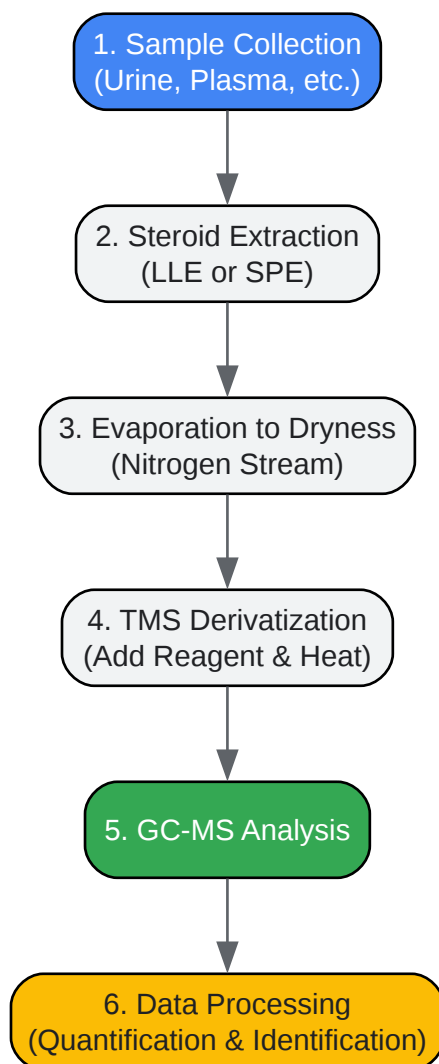 1. Sample Collection
(Urine, Plasma, etc.)
2. Steroid Extraction
(LLE or SPE)
3. Evaporation to Dryness
(Nitrogen Stream)
4. TMS Derivatization
(Add Reagent & Heat)
5. GC-MS Analysis
6. Data Processing
(Quantification & Identification)